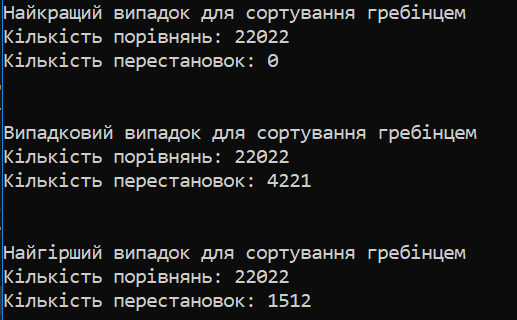 Найкращий випадок для сортування гребінцем
Кількість порівнянь: 22022
Кількість перестановок: 0
Випадковий випадок для сортування гребінцем
Кількість порівнянь: 22022
Кількість перестановок: 4221
Найгірший випадок для сортування гребінцем
Кількість порівнянь: 22022
Кількість перестановок: 1512